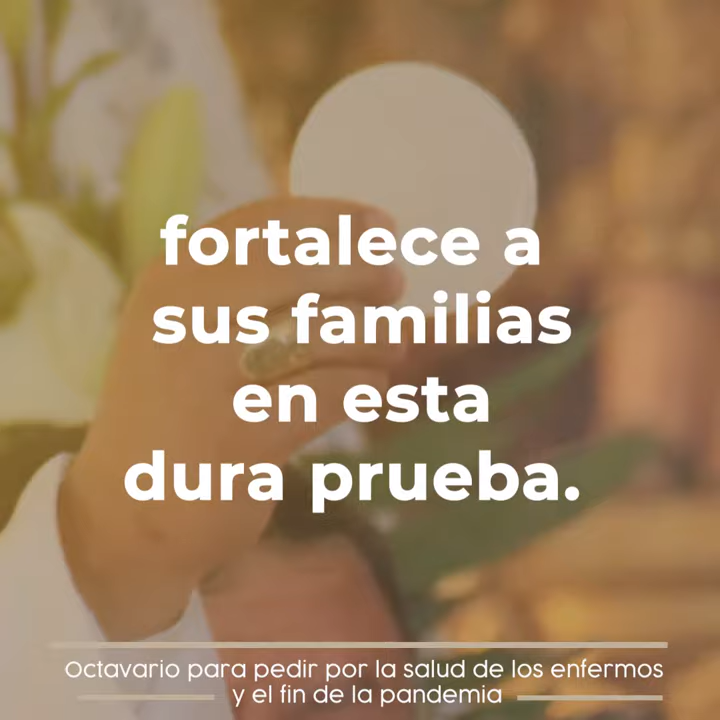 fortalece a
sus familias
en esta
dura prueba.
Octavario para pedir por la salud de los enfermos
y el fin de la pandemia